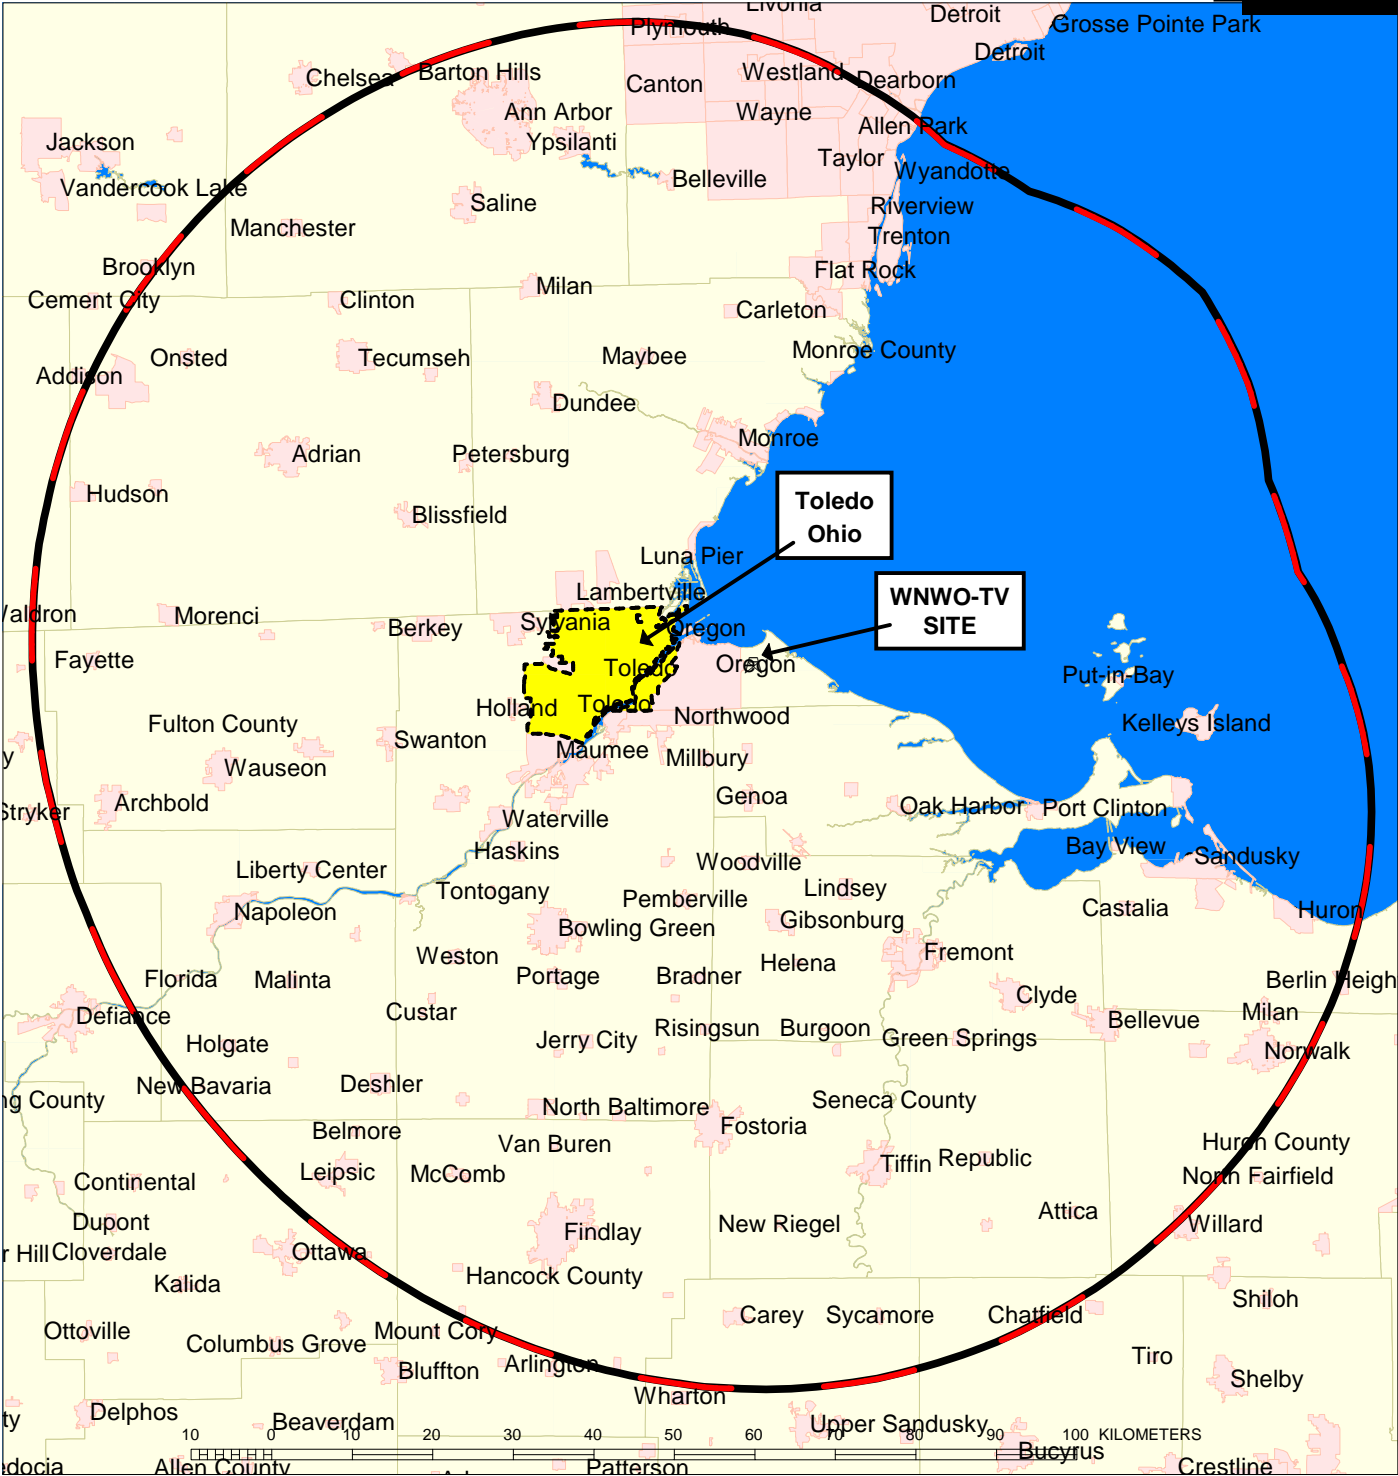 Livonia
Detroit
Grosse Pointe Park
Plymouth
Detroit
Chelsea
Barton Hills
Canton
Westland
Dearborn
Ann Arbor
Wayne
Allen Park
Jackson
Ypsilanti
Taylor
Wyandotte
Vandercook Lake
Belleville
Saline
Riverview
Manchester
Trenton
Brooklyn
Flat Rock
Cement City
Clinton
Milan
Carleton
Onsted
Tecumseh
Maybee
Monroe County
Addison
Dundee
Monroe
Adrian
Petersburg
Hudson
Blissfield
Toledo
Ohio
Luna Pier
Lambertville
WNWO-TV
SITE
Waldron
Morenci
Berkey
Sylvania
Oregon
Fayette
Toledo
Oregon
Put-in-Bay
Holland
Toledo
Northwood
Kelleys Island
Fulton County
Swanton
Maumee
Millbury
y
Wauseon
Archbold
Genoa
Oak Harbor
Port Clinton
Stryker
Waterville
Haskins
Woodville
Bay View
Sandusky
Liberty Center
Tontogany
Pemberville
Lindsey
Napoleon
Bowling Green
Gibsonburg
Castalia
Huron
Weston
Portage
Bradner
Helena
Fremont
Florida
Malinta
Berlin Heigh
Defiance
Custar
Clyde
Milan
Holgate
Jerry City
Risingsun
Burgoon
Green Springs
Bellevue
Norwalk
New Bavaria
Deshler
ng County
North Baltimore
Seneca County
Belmore
Van Buren
Fostoria
Huron County
Continental
Leipsic
McComb
Tiffin
Republic
North Fairfield
Dupont
Findlay
New Riegel
Attica
Willard
r Hill
Cloverdale
Ottawa
Kalida
Hancock County
Shiloh
Ottoville
Columbus Grove
Mount Cory
Carey
Sycamore
Chatfield
Bluffton
Arlington
Tiro
Shelby
Wharton
ty
Delphos
Beaverdam
Upper Sandusky
10 0 10 20 30 40 50 60 70 80 90 100 KILOMETERS
Bucyrus
edocia
Allen County
Patterson
Crestline